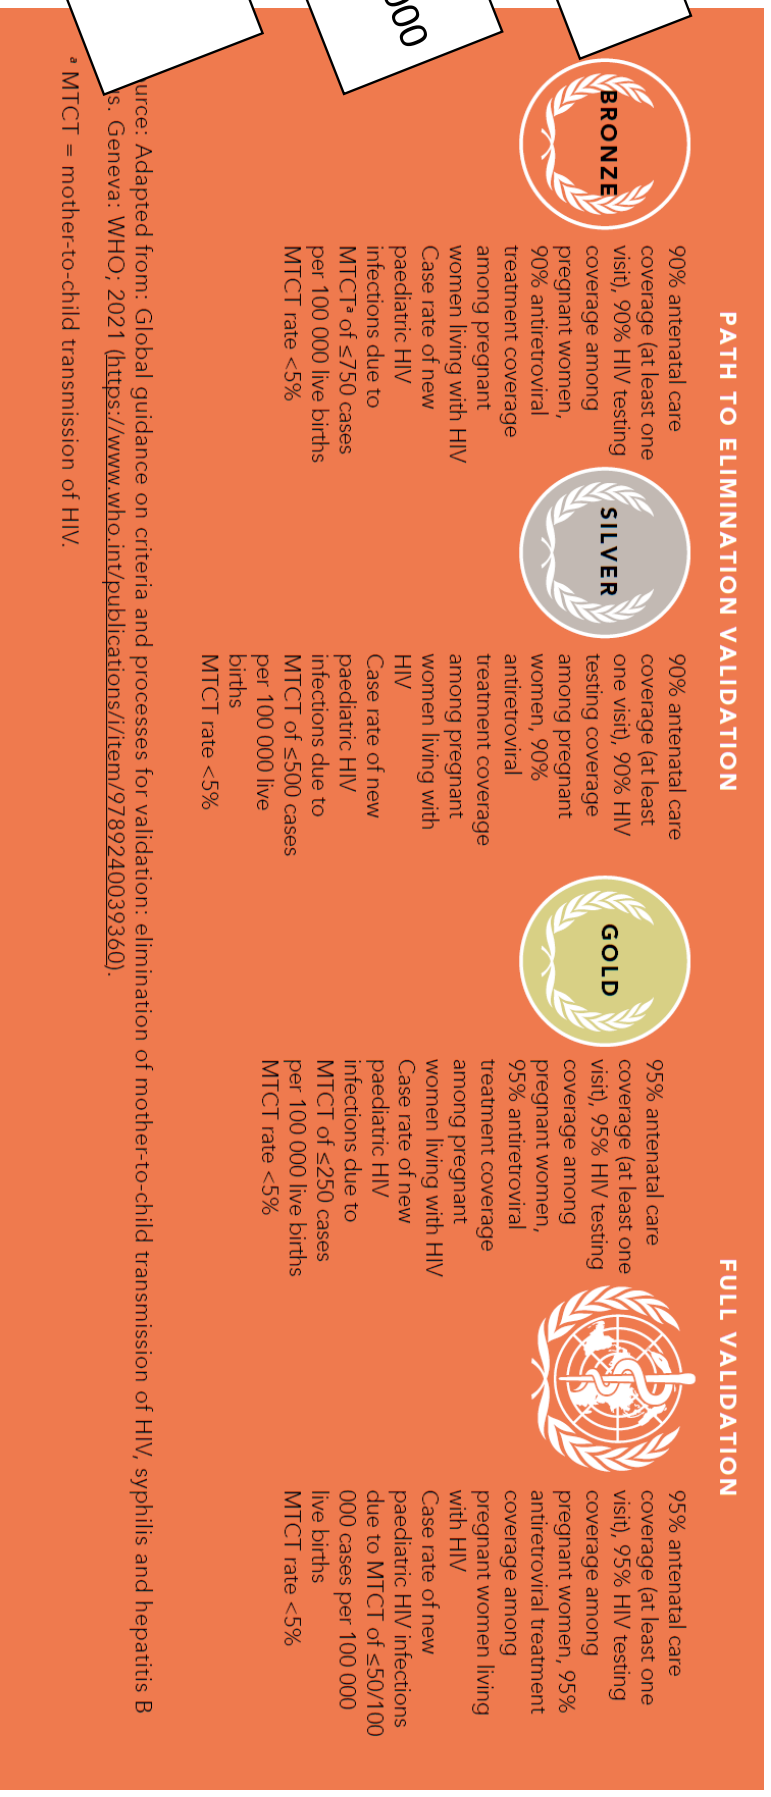 000
PATH TO ELIMINATION VALIDATION
FULL VALIDATION
BRONZE
90% antenatal care
coverage (at least one
visit), 90% HIV testing
coverage among
pregnant women,
90% antiretroviral
treatment coverage
among pregnant
women living with HIV
Case rate of new
paediatric HIV
infections due to
MTCTª of ≤750 cases
per 100 000 live births
MTCT rate <5%
SILVER
90% antenatal care
coverage (at least
one visit), 90% HIV
testing coverage
among pregnant
women, 90%
antiretroviral
treatment coverage
among pregnant
women living with
HIV
Case rate of new
paediatric HIV
infections due to
MTCT of ≤500 cases
per 100 000 live
births
MTCT rate <5%
GOLD
95% antenatal care
coverage (at least one
visit), 95% HIV testing
coverage among
pregnant women,
95% antiretroviral
treatment coverage
among pregnant
women living with HIV
Case rate of new
paediatric HIV
infections due to
MTCT of ≤250 cases
per 100 000 live births
MTCT rate <5%
95% antenatal care
coverage (at least one
visit), 95% HIV testing
coverage among
pregnant women, 95%
antiretroviral treatment
coverage among
pregnant women living
with HIV
Case rate of new
paediatric HIV infections
due to MTCT of ≤50/100
000 cases per 100 000
live births
MTCT rate <5%
urce: Adapted from: Global guidance on criteria and processes for validation: elimination of mother-to-child transmission of HIV, syphilis and hepatitis B
s. Geneva: WHO; 2021 (https://www.who.int/publications/i/item/9789240039360).
ª MTCT = mother-to-child transmission of HIV.